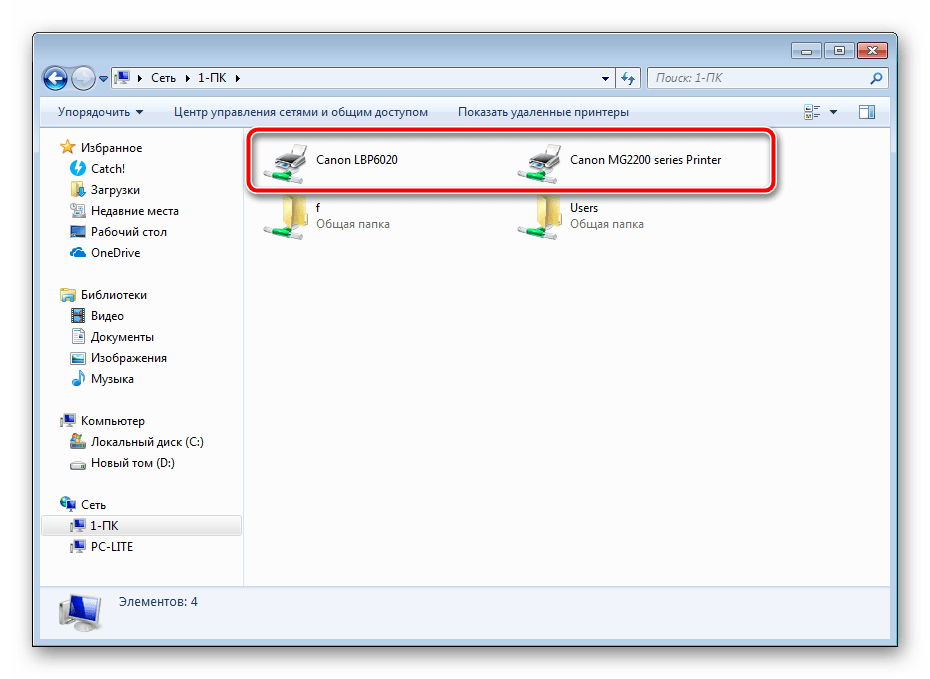 Сеть 1-ПК
Поиск: 1-ПК
Упорядочить Центр управления сетями и общим доступом Показать удаленные принтеры
Избранное
Catch!
Загрузки
Недавние места
Рабочий стол
OneDrive
Библиотеки
Видео
Документы
Изображения
Музыка
Компьютер
Локальный диск (C:)
Новый том (D:)
Сеть
1-ПК
PC-LITE
Canon LBP6020
Canon MG2200 series Printer
f
Общая папка
Users
Общая папка
Элементов: 4